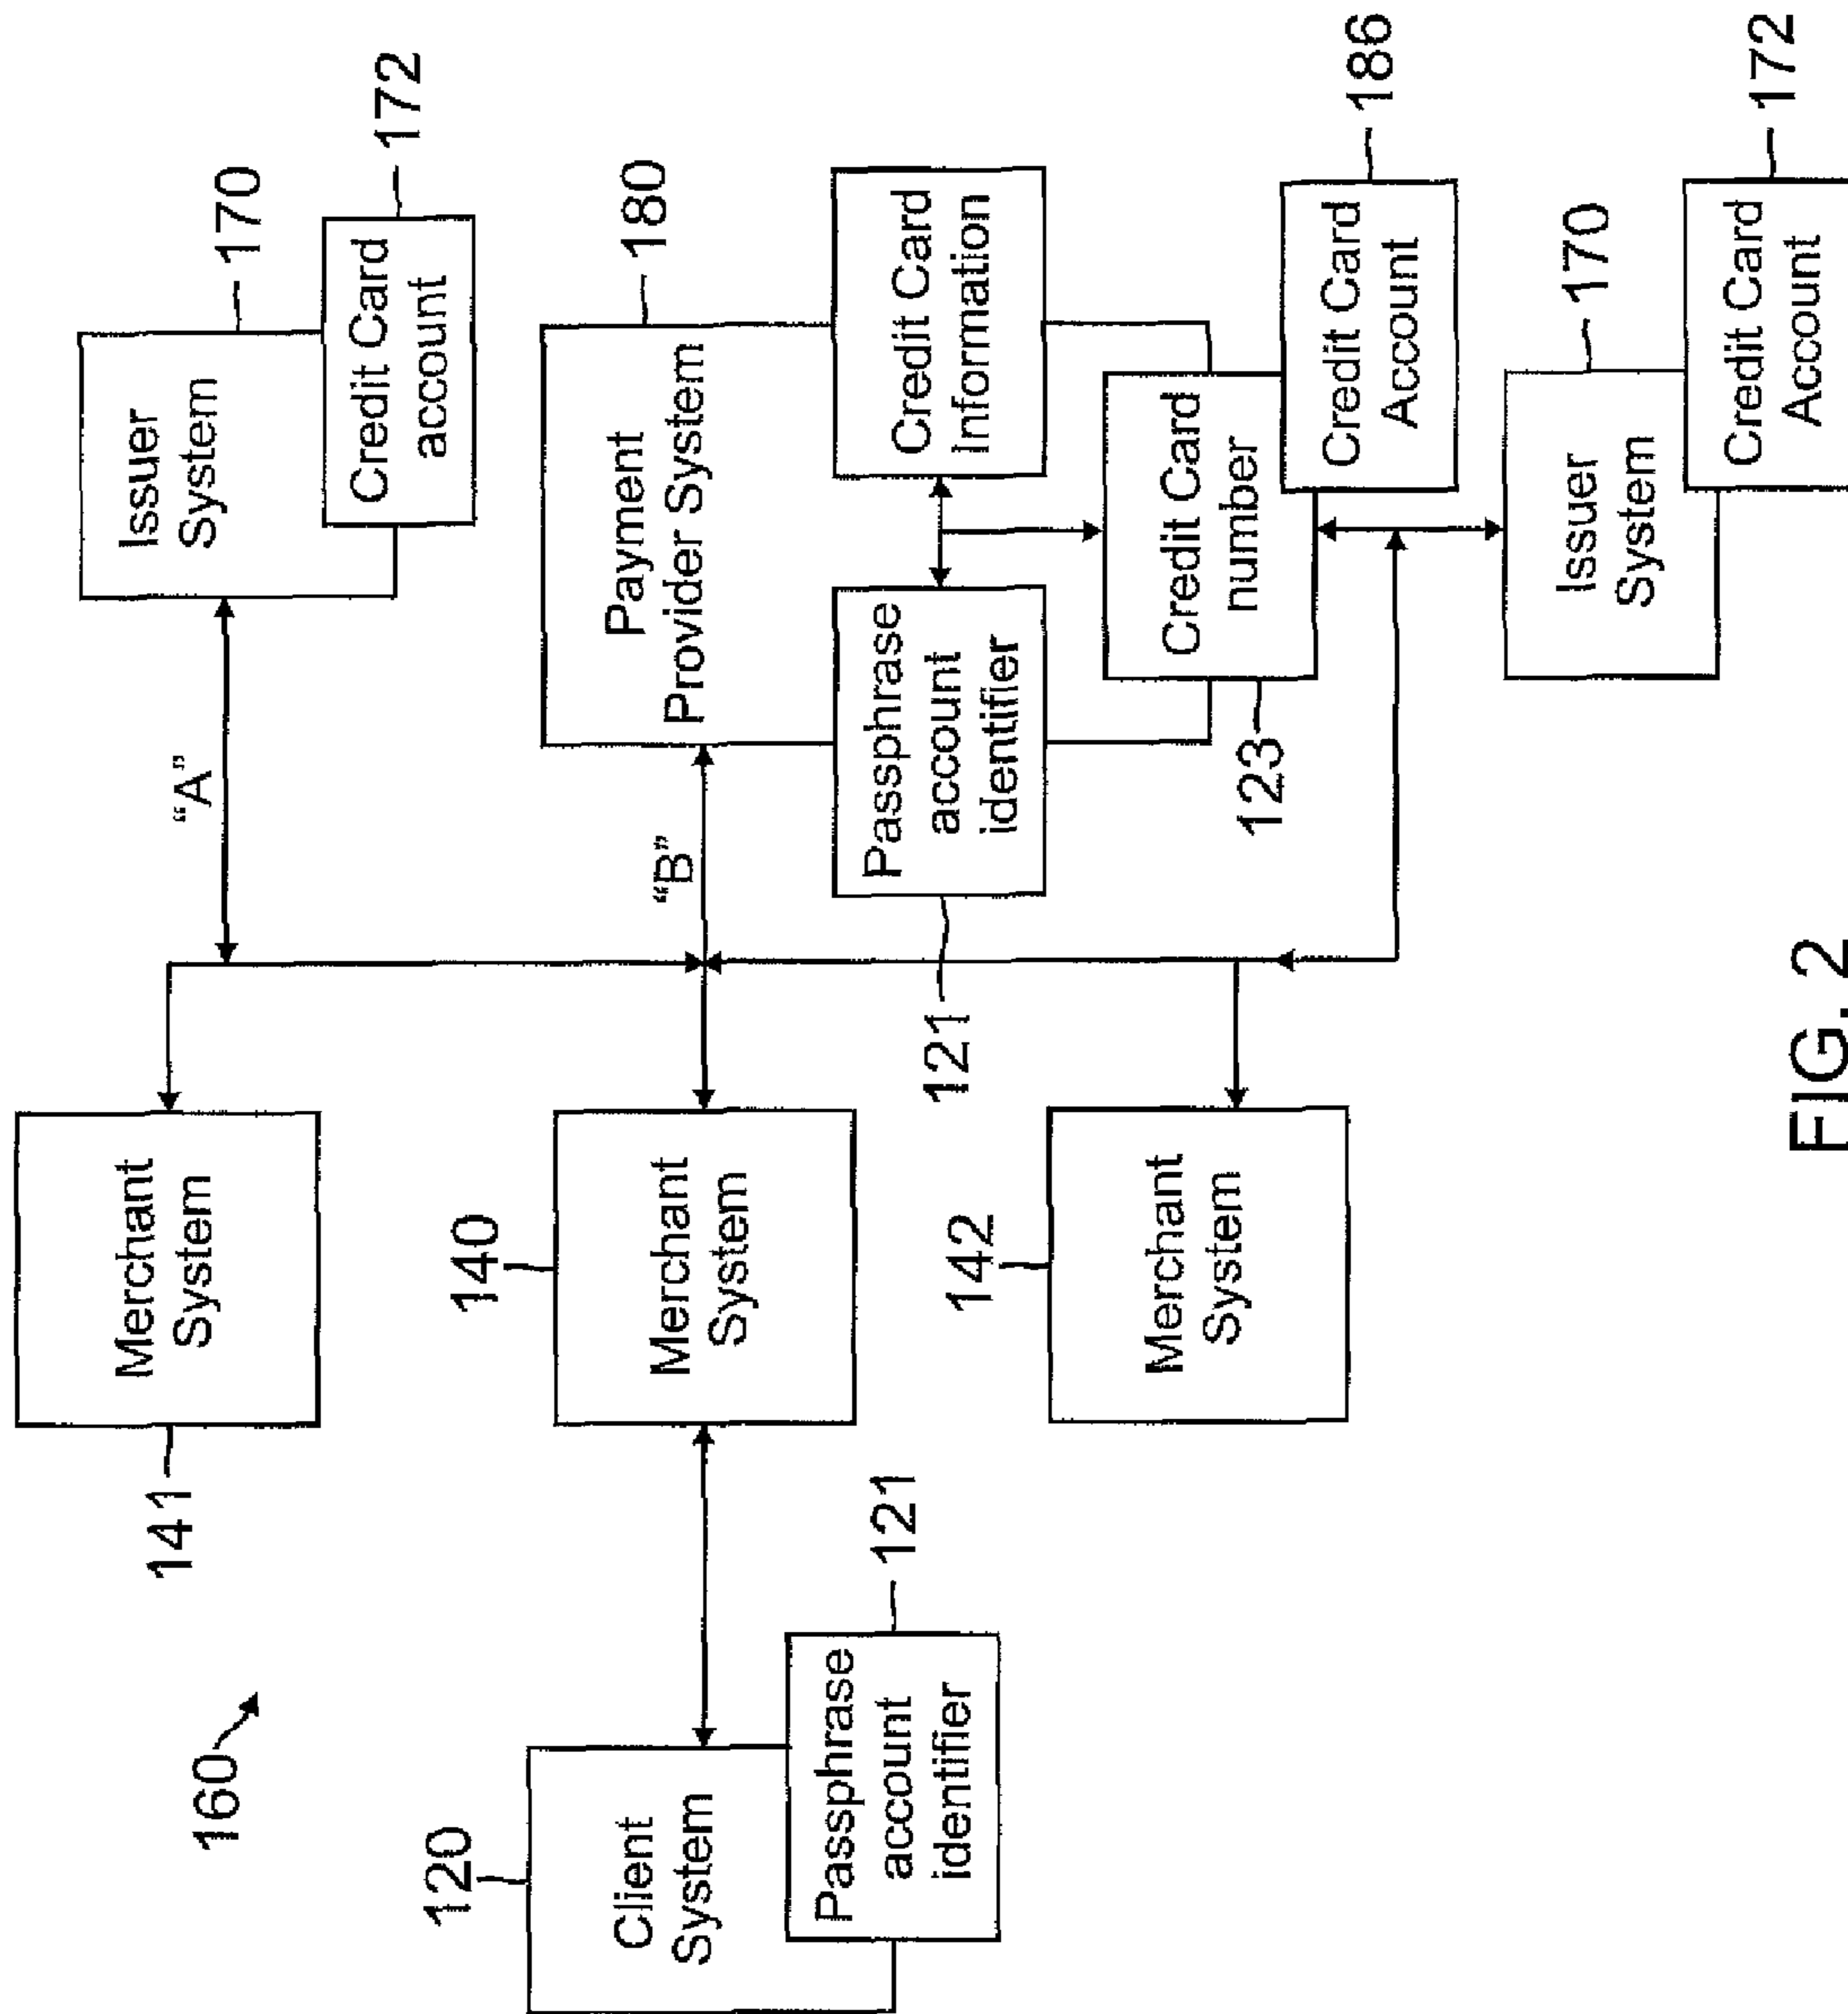 160
120
Client
System
Passphrase
account
identifier
121
141
Merchant
System
140
Merchant
System
142
Merchant
System
“A”
“B”
Issuer
System
170
Credit Card
account
172
Payment
Provider System
180
Passphrase
account
identifier
121
Credit Card
Information
Credit Card
number
123
Credit Card
Account
186
Issuer
System
170
Credit Card
Account
172
FIG. 2